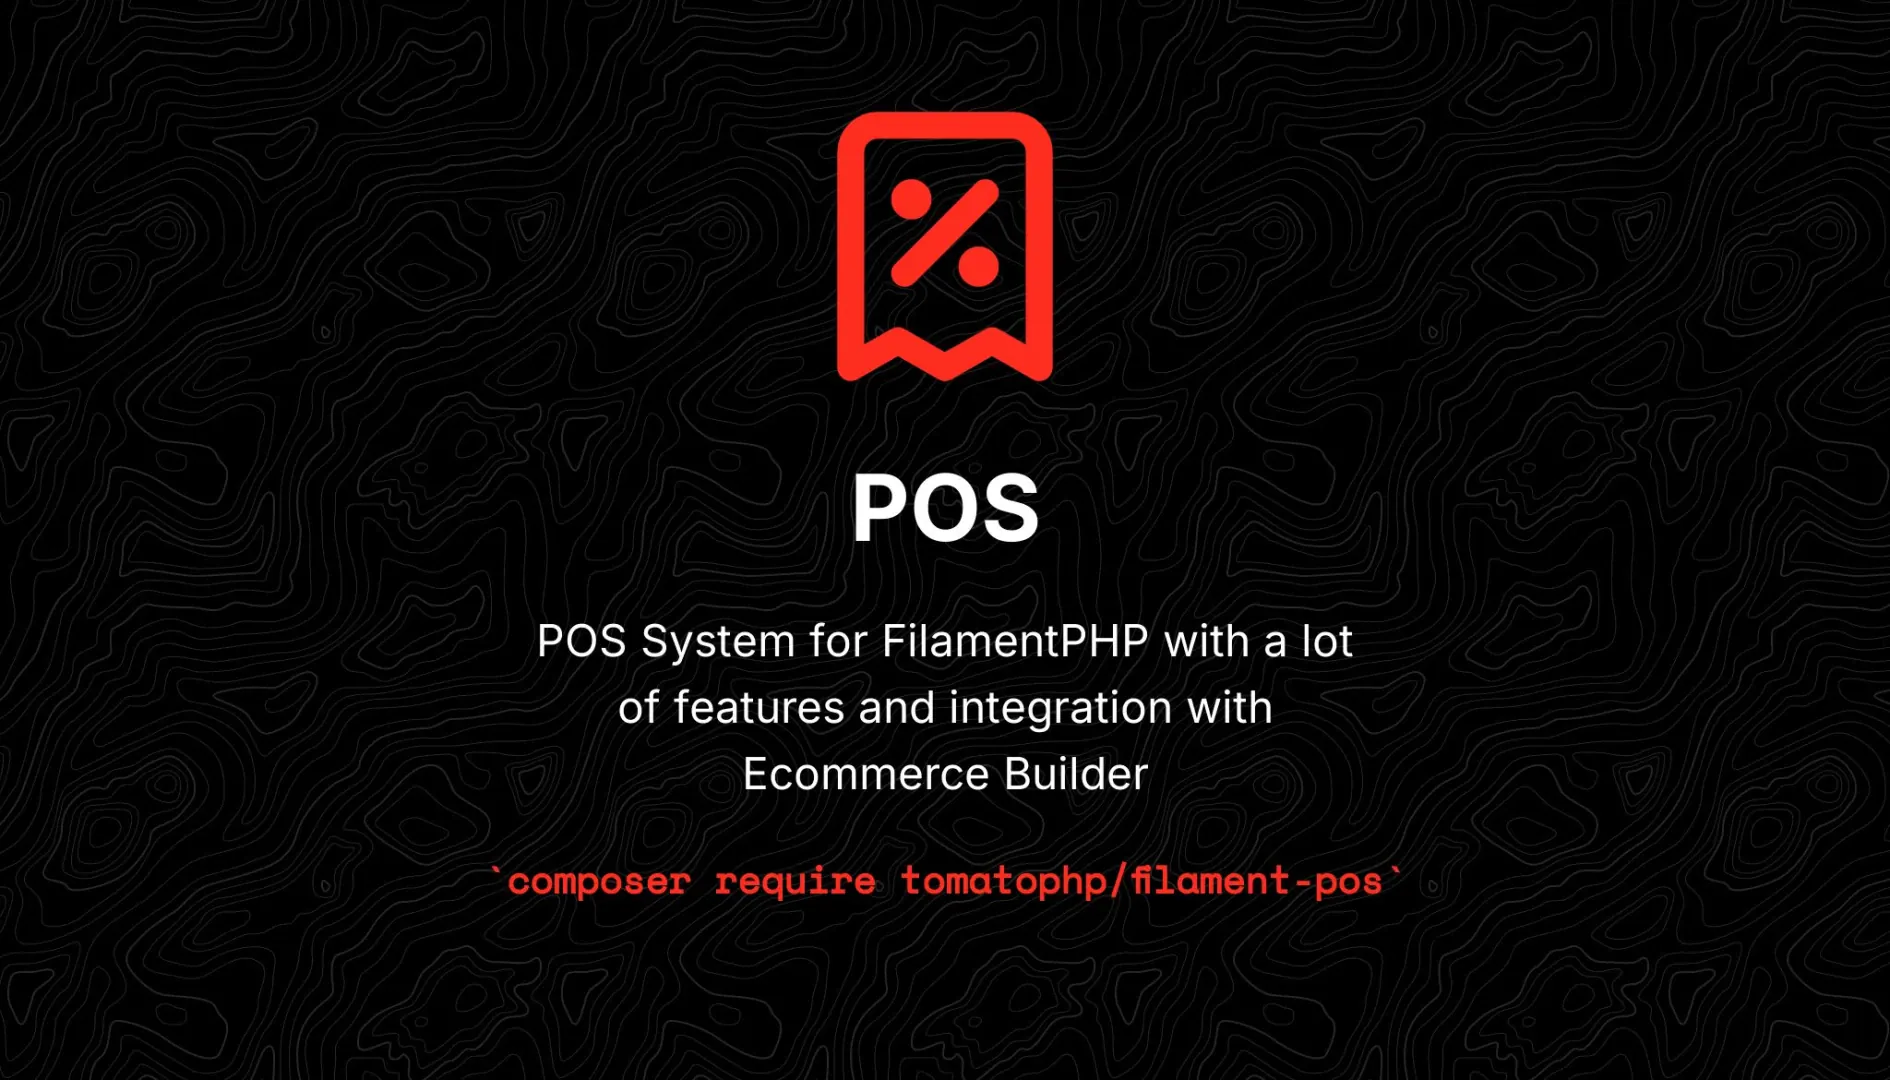 POS
POS System for FilamentPHP with a lot
of features and integration with
Ecommerce Builder
`composer require tomatophp/filament-pos`